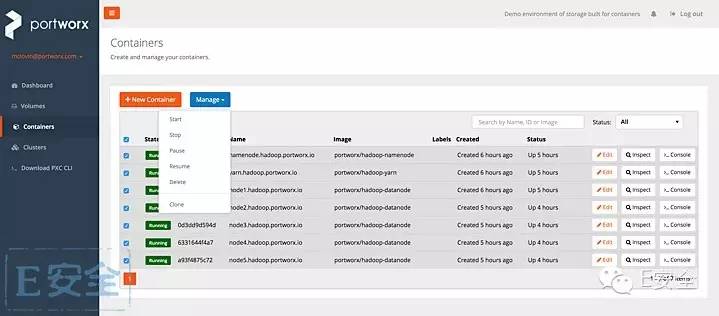 portworx
Demo environment of storage built for containers
Log out
mclovin@portworx.com
Containers
Create and manage your containers.
Dashboard
Volumes
Containers
Clusters
Download PXC CLI
+ New Container
Manage
Start
Stop
Pause
Resume
Delete
Clone
Search by Name, ID or Image
Status: All
State Name Image Labels Created Status
Running namenode.hadoop.portworx.io portworx/hadoop-namenode Created 6 hours ago Up 5 hours Edit Inspect Console
Running yarn.hadoop.portworx.io portworx/hadoop-yarn Created 6 hours ago Up 5 hours Edit Inspect Console
Running node1.hadoop.portworx.io portworx/hadoop-datanode Created 6 hours ago Up 5 hours Edit Inspect Console
Running node2.hadoop.portworx.io portworx/hadoop-datanode Created 5 hours ago Up 4 hours Edit Inspect Console
Running 0d3dd9d594d node3.hadoop.portworx.io portworx/hadoop-datanode Created 5 hours ago Up 4 hours Edit Inspect Console
Running 6331644f4a7 node4.hadoop.portworx.io portworx/hadoop-datanode Created 5 hours ago Up 4 hours Edit Inspect Console
Running a93f4875c72 node5.hadoop.portworx.io portworx/hadoop-datanode Created 5 hours ago Up 4 hours Edit Inspect Console
1
items
E安全
E安全